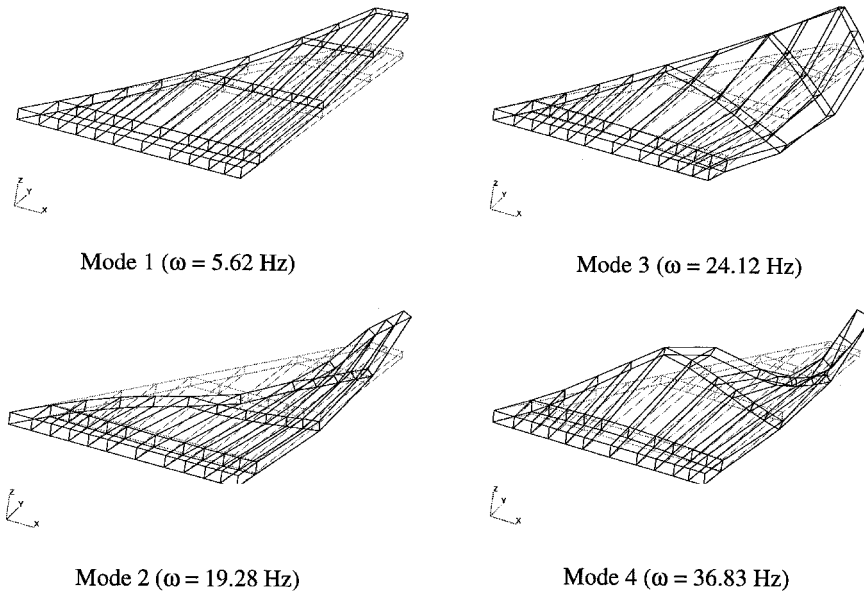 Z
Y
X
Z
Y
X
Mode 1 (ω = 5.62 Hz)
Mode 3 (ω = 24.12 Hz)
Z
Y
X
Z
Y
X
Mode 2 (ω = 19.28 Hz)
Mode 4 (ω = 36.83 Hz)